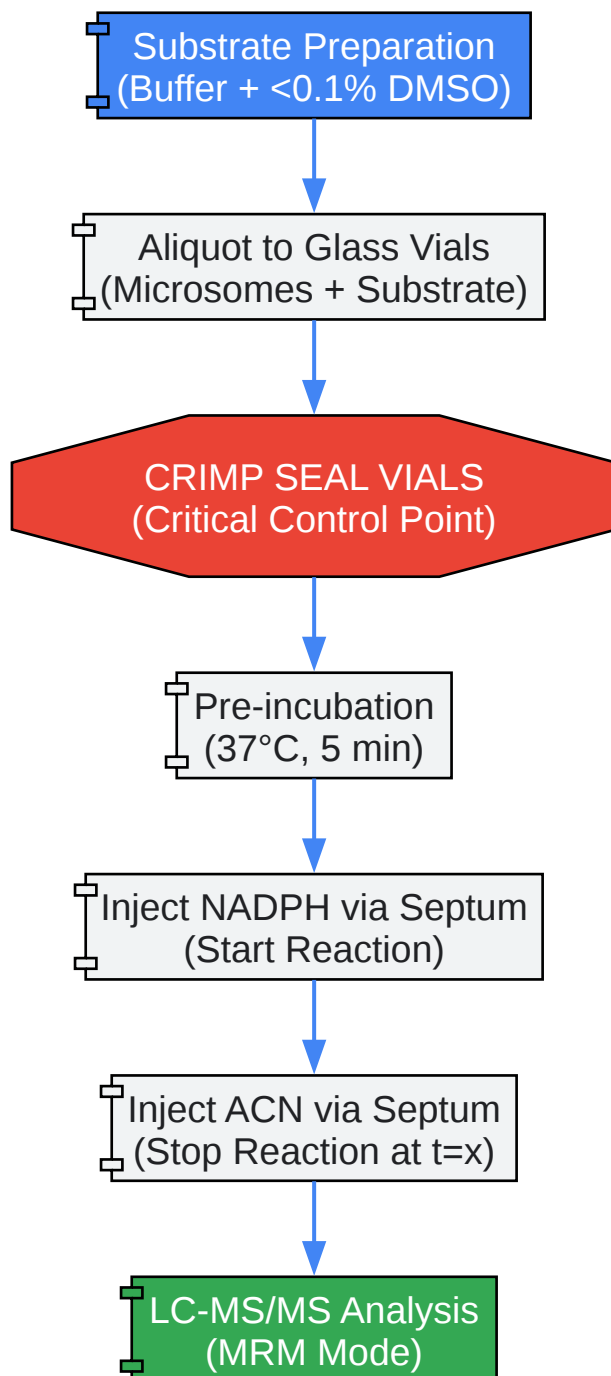 Substrate Preparation
(Buffer + <0.1% DMSO)
Aliquot to Glass Vials
(Microsomes + Substrate)
CRIMP SEAL VIALS
(Critical Control Point)
Pre-incubation
(37°C, 5 min)
Inject NADPH via Septum
(Start Reaction)
Inject ACN via Septum
(Stop Reaction at t=x)
LC-MS/MS Analysis
(MRM Mode)